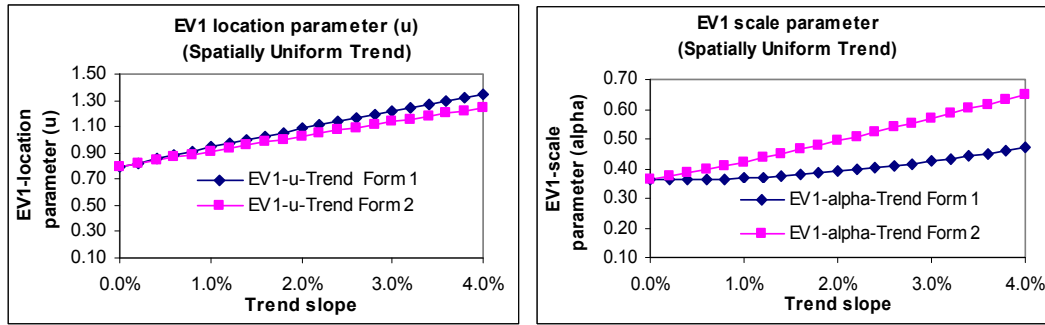 EV1 location parameter (u)
(Spatially Uniform Trend)
1.50
1.30
1.10
0.90
0.70
0.50
0.30
0.10
EV1-location
parameter (u)
EV1-u-Trend Form 1
EV1-u-Trend Form 2
0.0% 1.0% 2.0% 3.0% 4.0%
Trend slope
EV1 scale parameter
(Spatially Uniform Trend)
0.70
0.60
0.50
0.40
0.30
0.20
0.10
EV1-scale
parameter (alpha)
EV1-alpha-Trend Form 1
EV1-alpha-Trend Form 2
0.0% 1.0% 2.0% 3.0% 4.0%
Trend slope